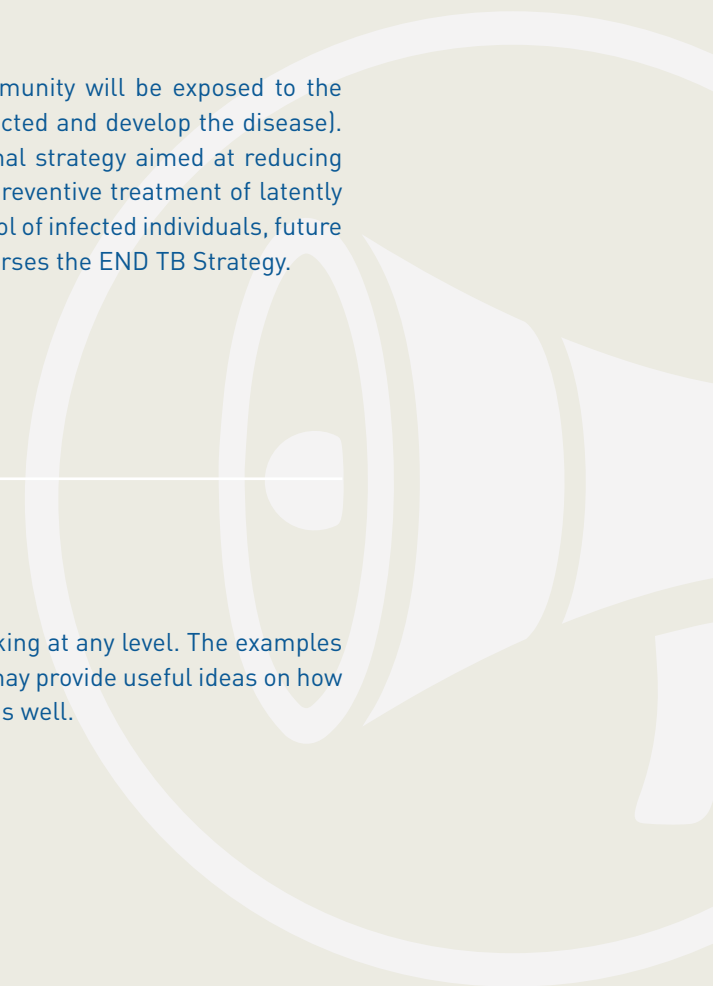 munity will be exposed to the
cted and develop the disease).
nal strategy aimed at reducing
reventive treatment of latently
ol of infected individuals, future
rses the END TB Strategy.
king at any level. The examples
may provide useful ideas on how
s well.